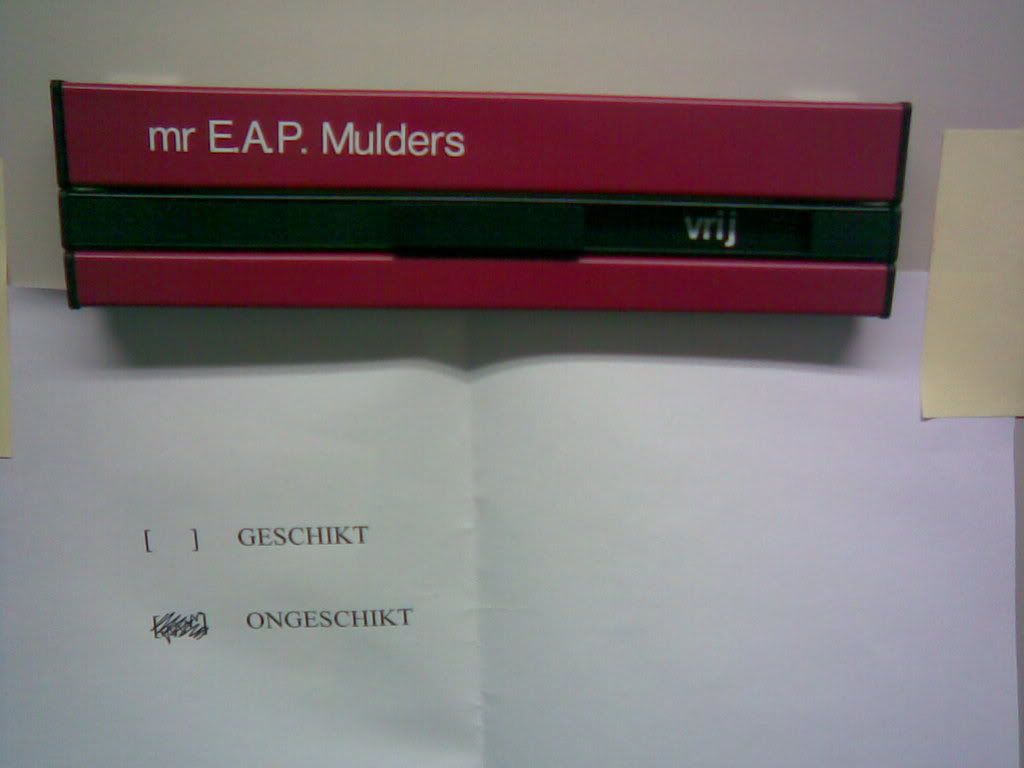 mr E.A.P. Mulders
vrij
[ ] GESCHIKT
[ ] ONGESCHIKT